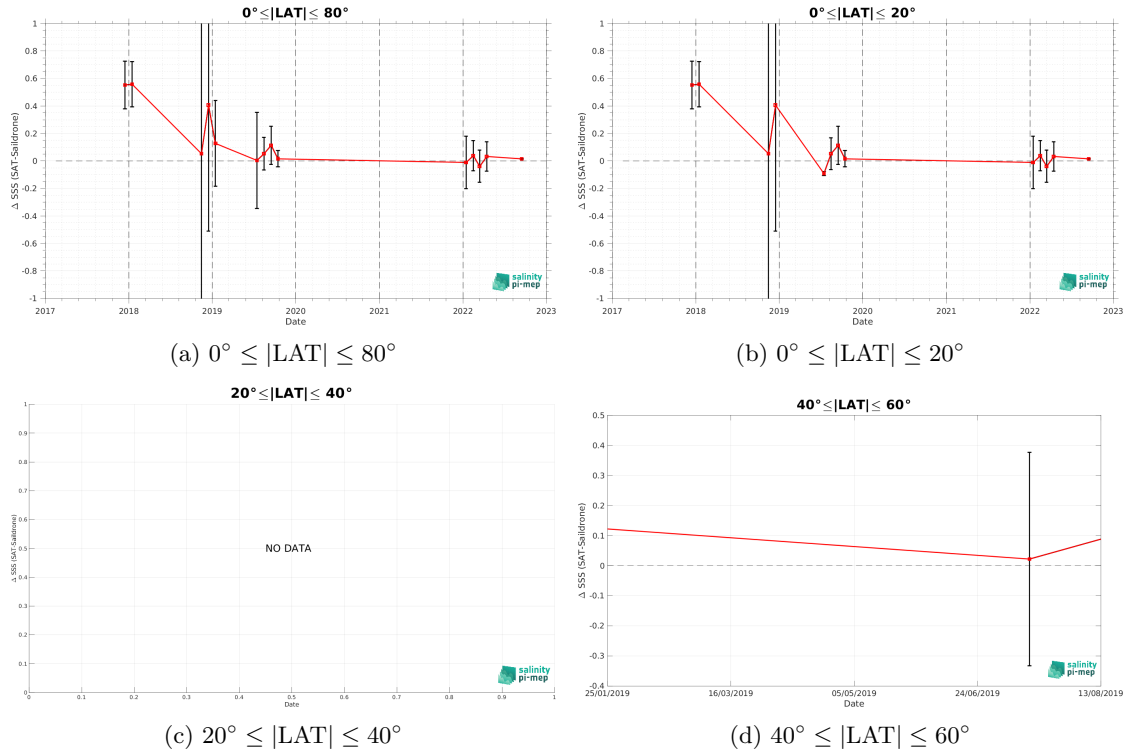 0°≤|LAT|≤ 80°
1
0.8
0.6
0.4
0.2
0
-0.2
-0.4
-0.6
-0.8
-1
Δ SSS (SAT-Saildrone)
2017 2018 2019 2020 2021 2022 2023
Date
salinity
pi-mep
(a) 0° ≤ |LAT| ≤ 80°
0°≤|LAT|≤ 20°
1
0.8
0.6
0.4
0.2
0
-0.2
-0.4
-0.6
-0.8
-1
Δ SSS (SAT-Saildrone)
2017 2018 2019 2020 2021 2022 2023
Date
salinity
pi-mep
(b) 0° ≤ |LAT| ≤ 20°
20°≤|LAT|≤ 40°
1
0.9
0.8
0.7
0.6
0.5
0.4
0.3
0.2
0.1
0
Δ SSS (SAT-Saildrone)
NO DATA
0 0.1 0.2 0.3 0.4 0.5 0.6 0.7 0.8 0.9 1
Date
salinity
pi-mep
(c) 20° ≤ |LAT| ≤ 40°
40°≤|LAT|≤ 60°
0.5
0.4
0.3
0.2
0.1
0
-0.1
-0.2
-0.3
-0.4
Δ SSS (SAT-Saildrone)
25/01/2019 16/03/2019 05/05/2019 24/06/2019 13/08/2019
Date
salinity
pi-mep
(d) 40° ≤ |LAT| ≤ 60°